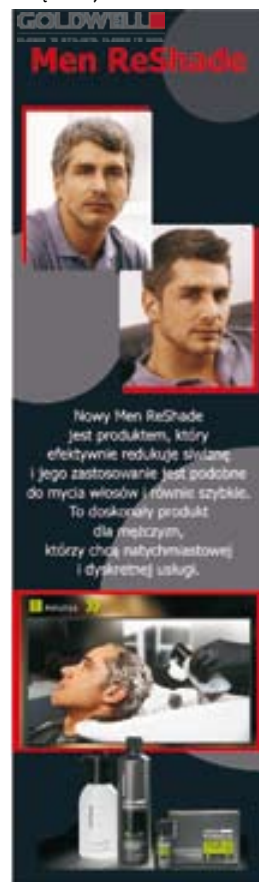 GOLDWELL
Men ReShade
Nowy Men ReShade
jest produktem, który
efektywnie redukuje siwiznę
i jego zastosowanie jest podobne
do mycia włosów i równie szybkie.
To doskonały produkt
dla mężczyzm,
którzy chcą natychmiastowej
i dyskretnej usługi.